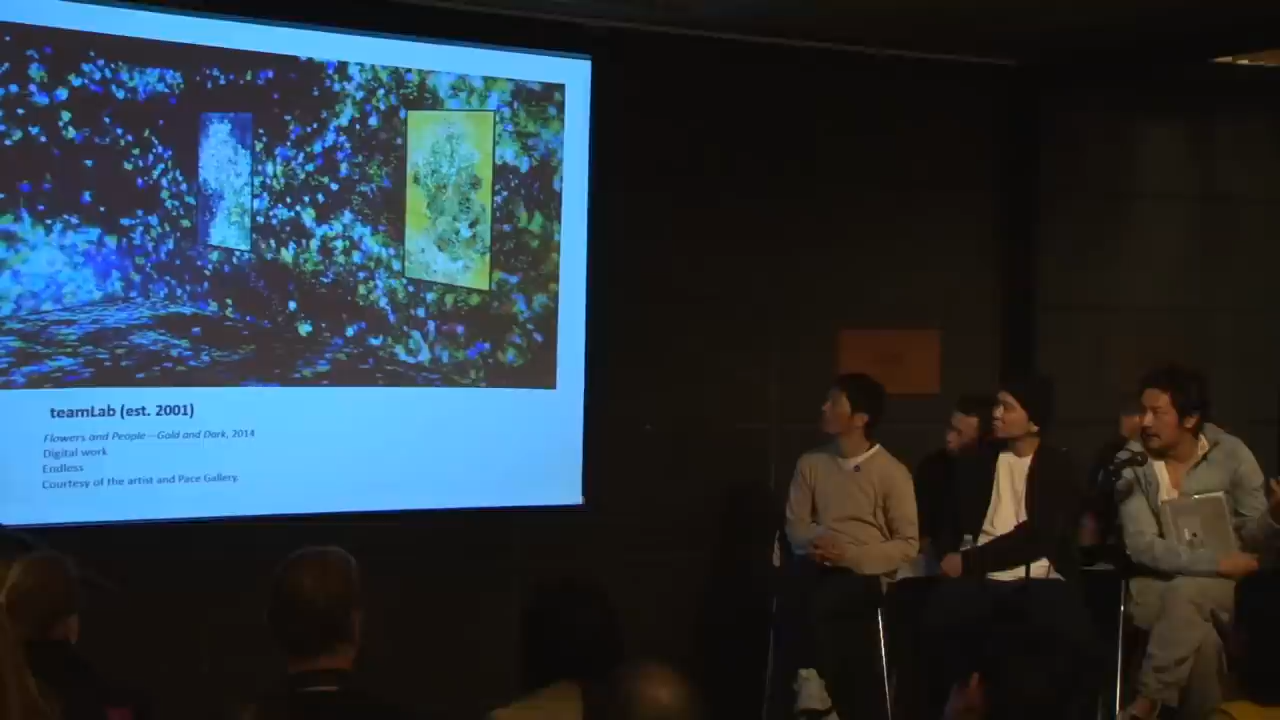 teamLab (est. 2001)
Flowers and People—Gold and Dark, 2014
Digital work
Endless
Courtesy of the artist and Pace Gallery